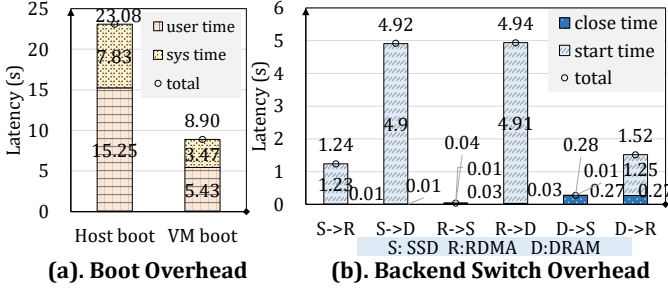 25
20
15
10
5
0
Latency (s)
23.08
7.83
15.25
8.90
3.47
5.43
user time
sys time
total
Host boot VM boot
(a). Boot Overhead
6
5
4
3
2
1
0
Latency (s)
close time
start time
total
1.24
1.23
0.01
4.92
4.9
0.01
0.04
0.01
0.03
4.94
4.91
0.03
0.28
0.01
0.27
1.52
1.25
0.27
S->R S->D R->S R->D D->S D->R
S: SSD R:RDMA D:DRAM
(b). Backend Switch Overhead